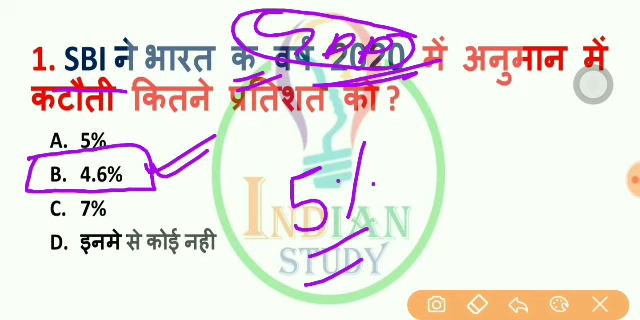 GDP
1. SBI ने भारत क वर्ष 2020 में अनुमान में
कटौती कितने प्रतिशत की ?
A. 5%
B. 4.6%
C. 7%
D. इनमे से कोई नही
5%
INDIAN
STUDY